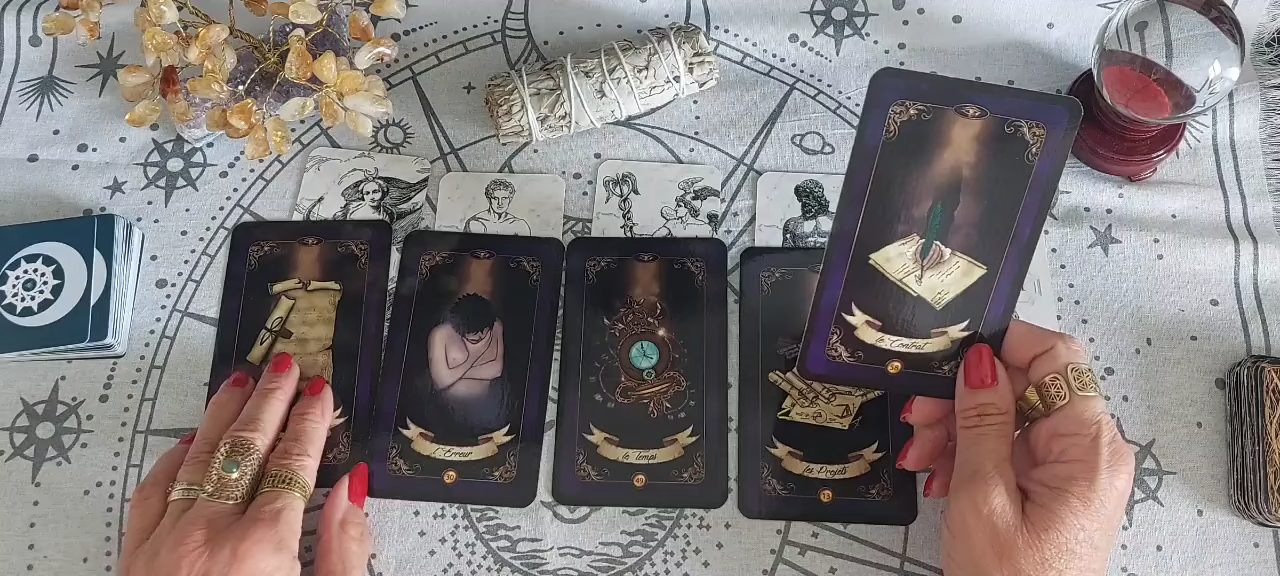 l'Erreur
30
le Temps
49
les Projets
13
le Contrat
38